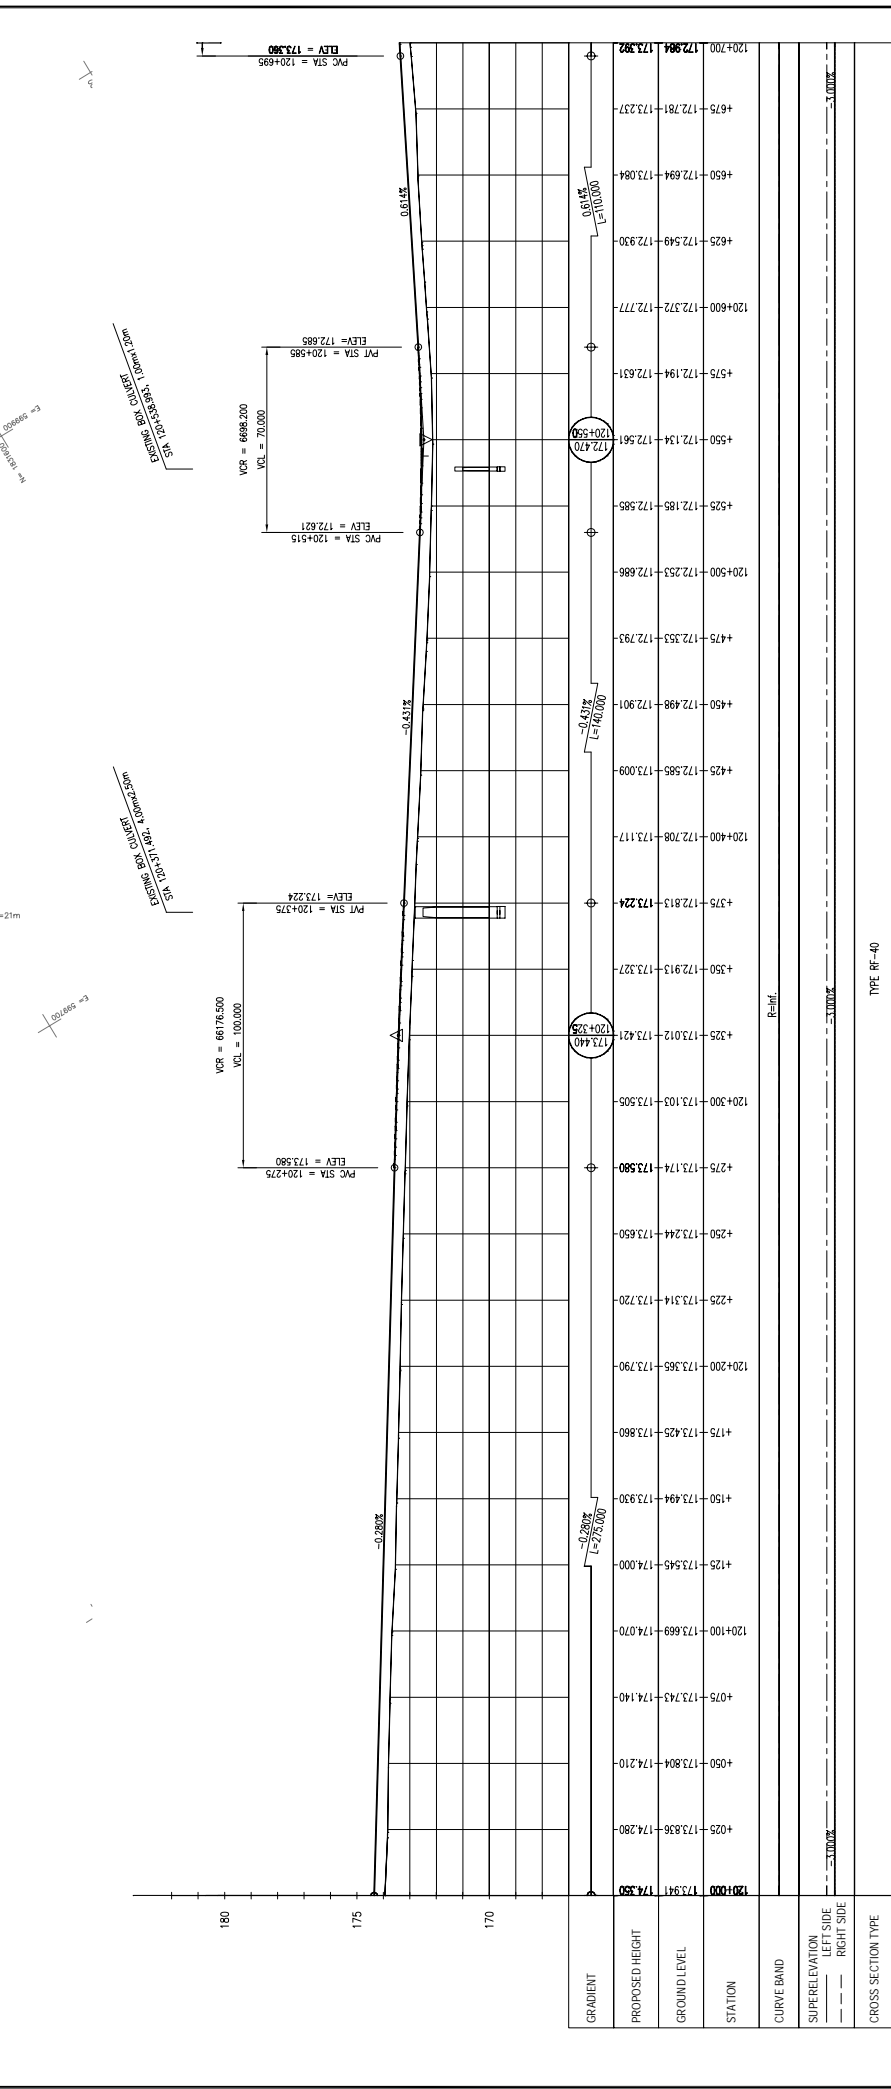 PVC STA = 120+695
ELEV = 173.360
0.614%
PVT STA = 120+585
ELEV= 172.685
VCR = 6698.200
VCL = 70.000
PVC STA = 120+515
ELEV = 172.621
EXISTING BOX CULVERT
STA 120+538.993, 1.00mx1.20m
E= 599900
N= 1831600
-0.431%
EXISTING BOX CULVERT
STA 120+371.492, 4.00mx2.50m
=21m
E= 599700
PVT STA = 120+375
ELEV= 173.224
VCR = 66176.500
VCL = 100.000
PVC STA = 120+275
ELEV = 173.580
-0.280%
180
175
170
GRADIENT
-0.280%
L=275.000
120+325
173.440
-0.431%
L=140.000
120+550
172.470
0.614%
L=110.000
PROPOSED HEIGHT
174.350
174.280
174.210
174.140
174.070
174.000
173.930
173.860
173.790
173.720
173.650
173.580
173.505
173.421
173.327
173.224
173.117
173.009
172.901
172.793
172.686
172.585
172.561
172.631
172.777
172.930
173.084
173.237
173.392
GROUND LEVEL
173.941
173.836
173.804
173.743
173.669
173.545
173.494
173.425
173.365
173.314
173.244
173.174
173.103
173.012
172.913
172.813
172.708
172.585
172.498
172.353
172.253
172.185
172.134
172.194
172.372
172.549
172.694
172.781
172.984
STATION
120+000
+025
+050
+075
120+100
+125
+150
+175
120+200
+225
+250
+275
120+300
+325
+350
+375
120+400
+425
+450
+475
120+500
+525
+550
+575
120+600
+625
+650
+675
120+700
CURVE BAND
R=Inf.
SUPERELEVATION
LEFT SIDE
RIGHT SIDE
-3.000%
-3.000%
-3.000%
CROSS SECTION TYPE
TYPE RF-40